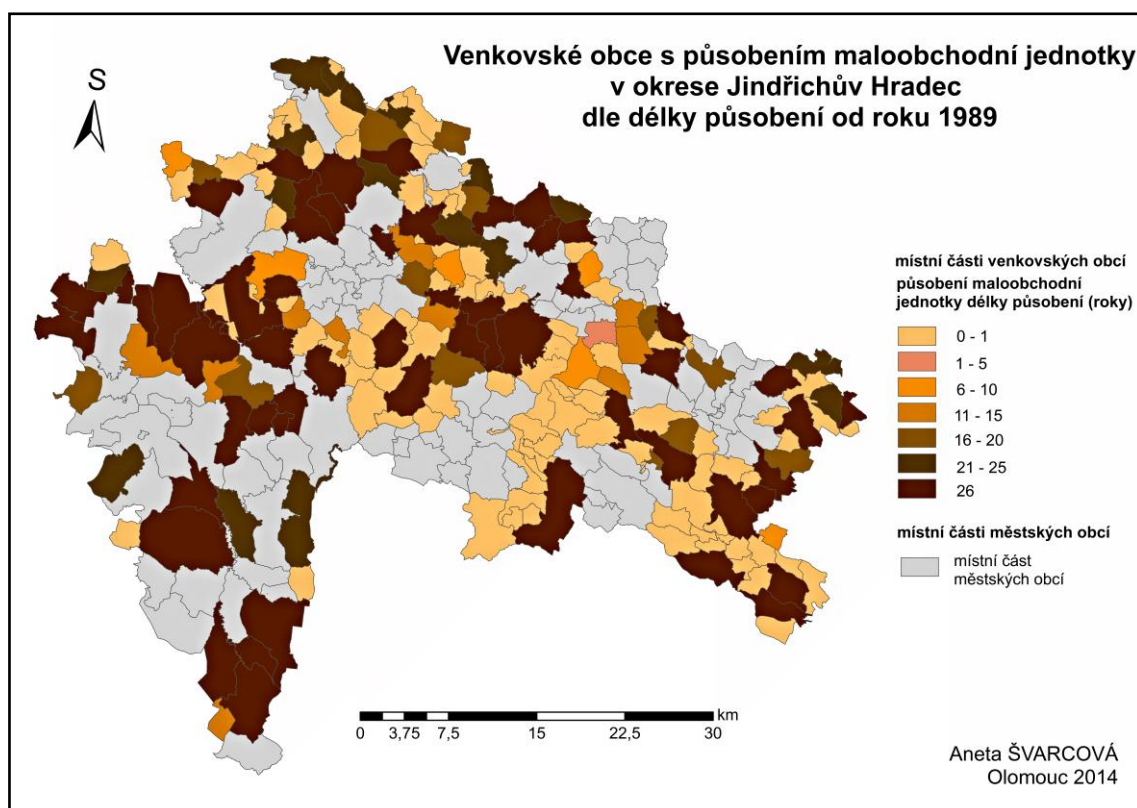 Venkovské obce s působením maloobchodní jednotky
v okrese Jindřichův Hradec
dle délky působení od roku 1989
S
místní části venkovských obcí
působení maloobchodní
jednotky délky působení (roky)
0 - 1
1 - 5
6 - 10
11 - 15
16 - 20
21 - 25
26
místní části městských obcí
místní část
městských obcí
km
0 3,75 7,5 15 22,5 30
Aneta ŠVARCOVÁ
Olomouc 2014